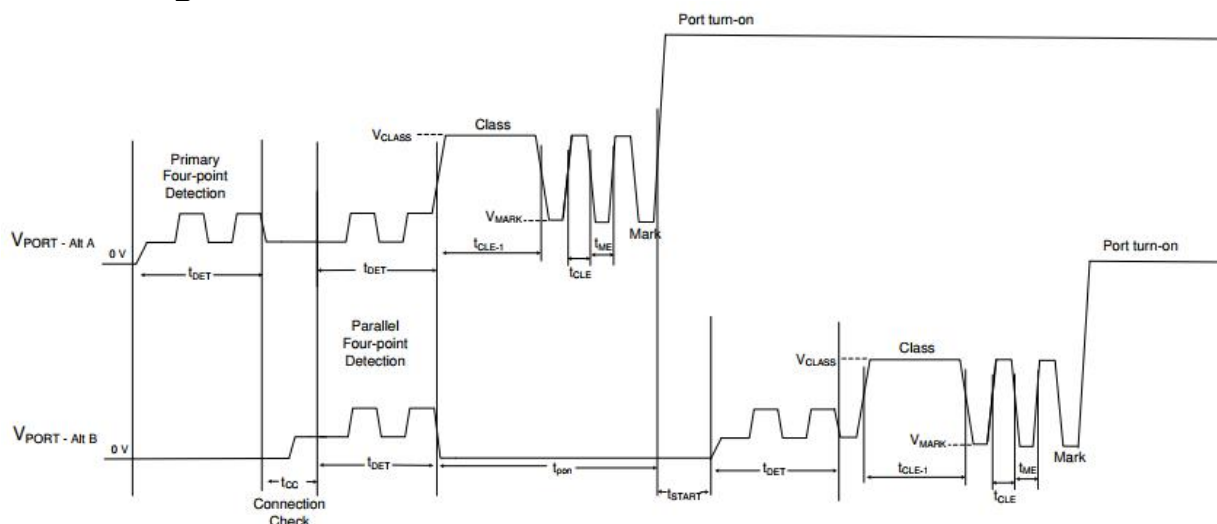 Port turn-on
VCLASS
Class
Primary
Four-point
Detection
VMARK
Mark
VPORT - Alt A
0 V
tCLE-1
tME
tDET
tDET
tCLE
Port turn-on
Parallel
Four-point
Detection
VCLASS
Class
VPORT - Alt B
0 V
VMARK
Mark
tDET
tpon
tDET
tCLE-1
tME
tCC
tSTART
tCLE
Connection
Check